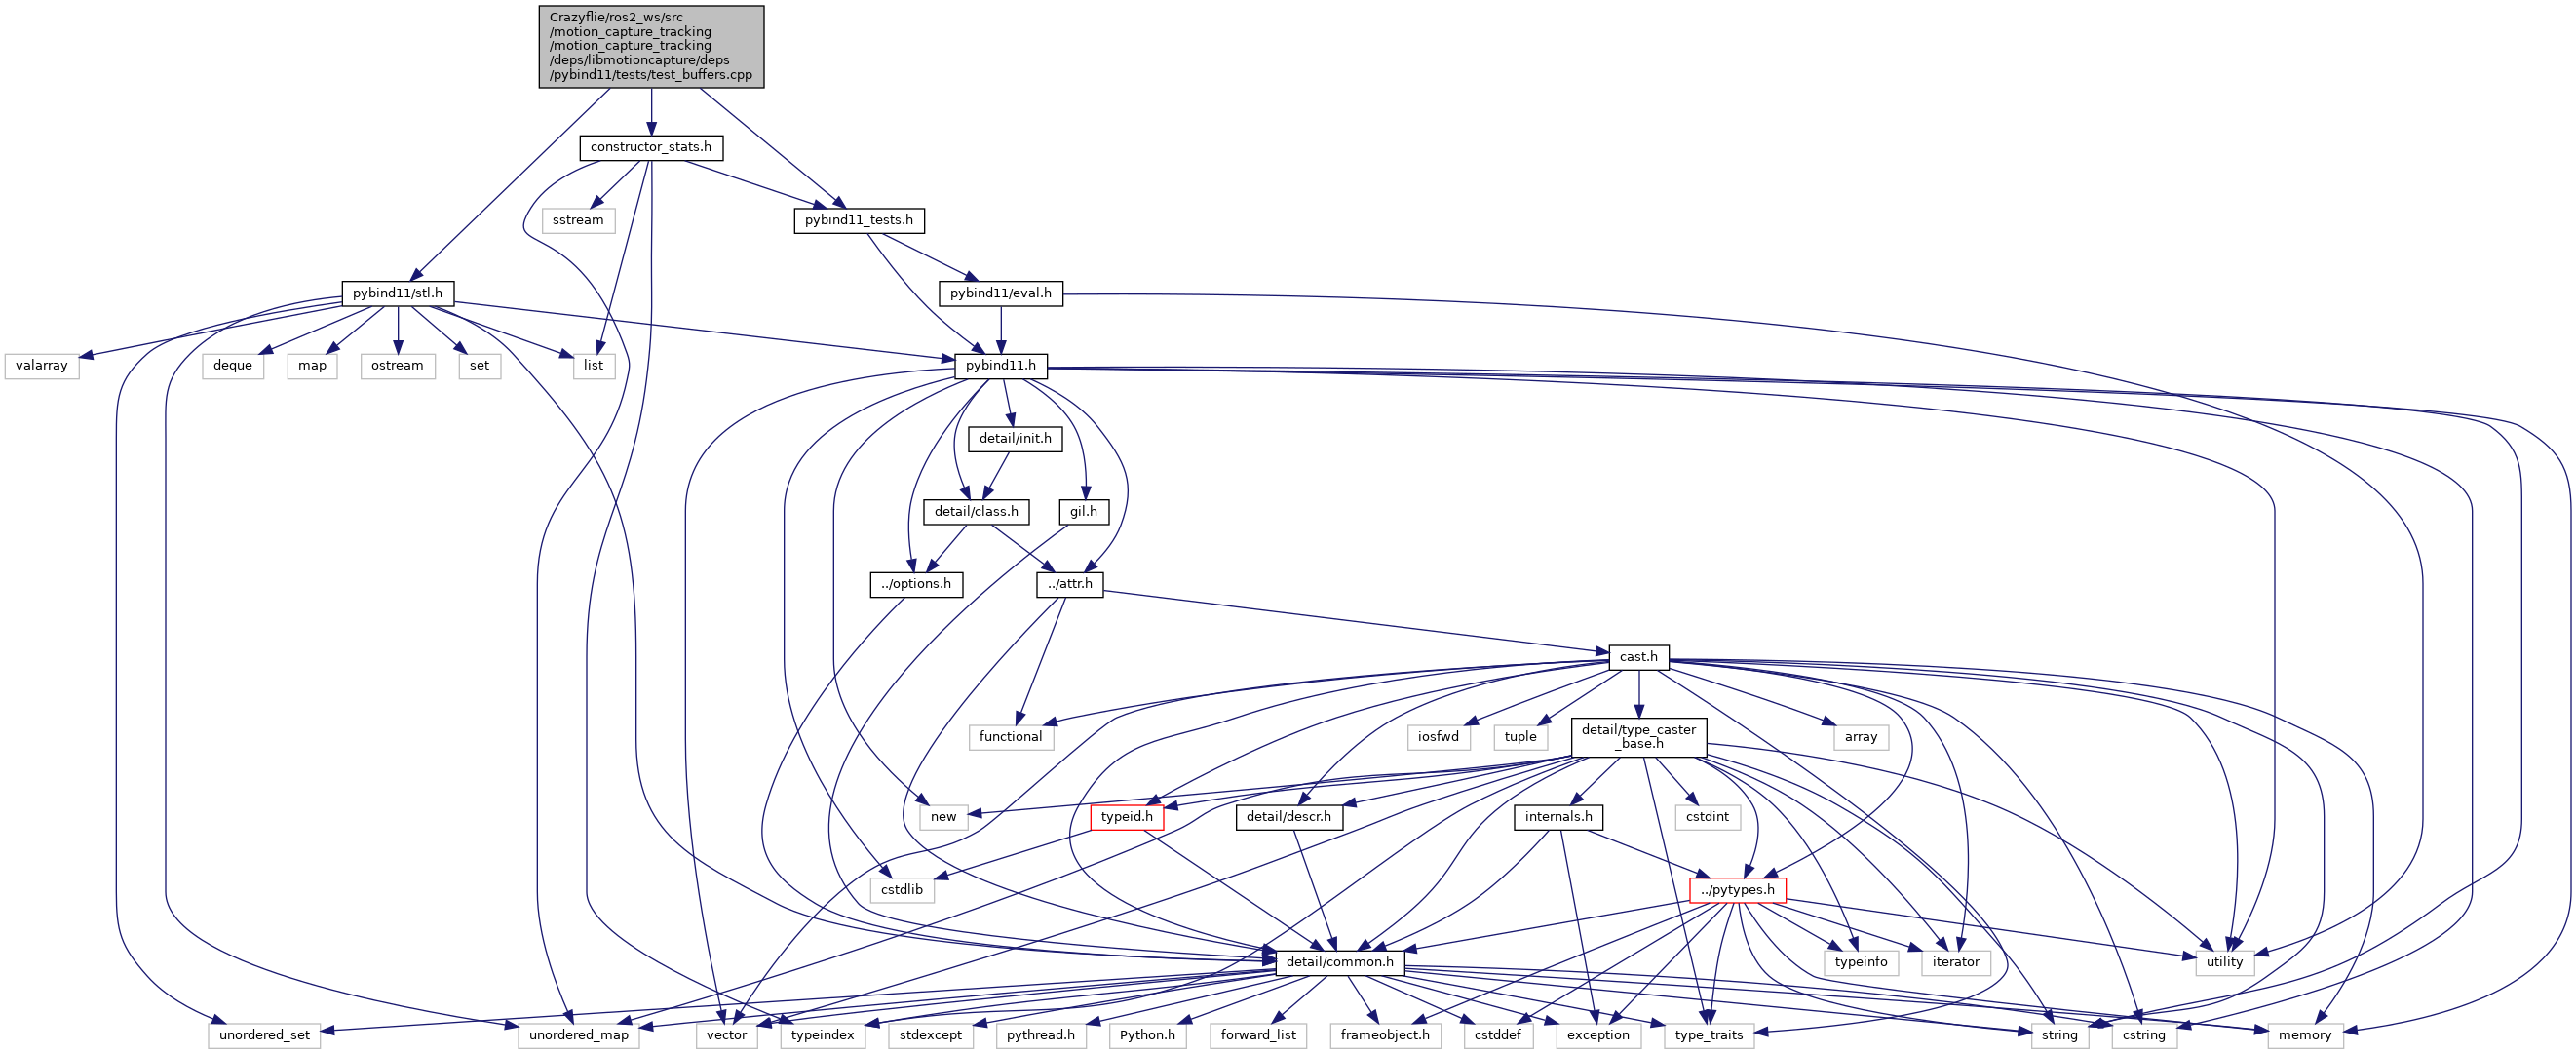 Crazyflie/ros2_ws/src
/motion_capture_tracking
/motion_capture_tracking
/deps/libmotioncapture/deps
/pybind11/tests/test_buffers.cpp
constructor_stats.h
sstream
pybind11_tests.h
pybind11/stl.h
pybind11/eval.h
valarray
deque
map
ostream
set
list
pybind11.h
detail/init.h
detail/class.h
gil.h
../options.h
../attr.h
cast.h
functional
iosfwd
tuple
detail/type_caster
_base.h
array
new
typeid.h
detail/descr.h
internals.h
cstdint
cstdlib
../pytypes.h
detail/common.h
typeinfo
iterator
utility
unordered_set
unordered_map
vector
typeindex
stdexcept
pythread.h
Python.h
forward_list
frameobject.h
cstddef
exception
type_traits
string
cstring
memory